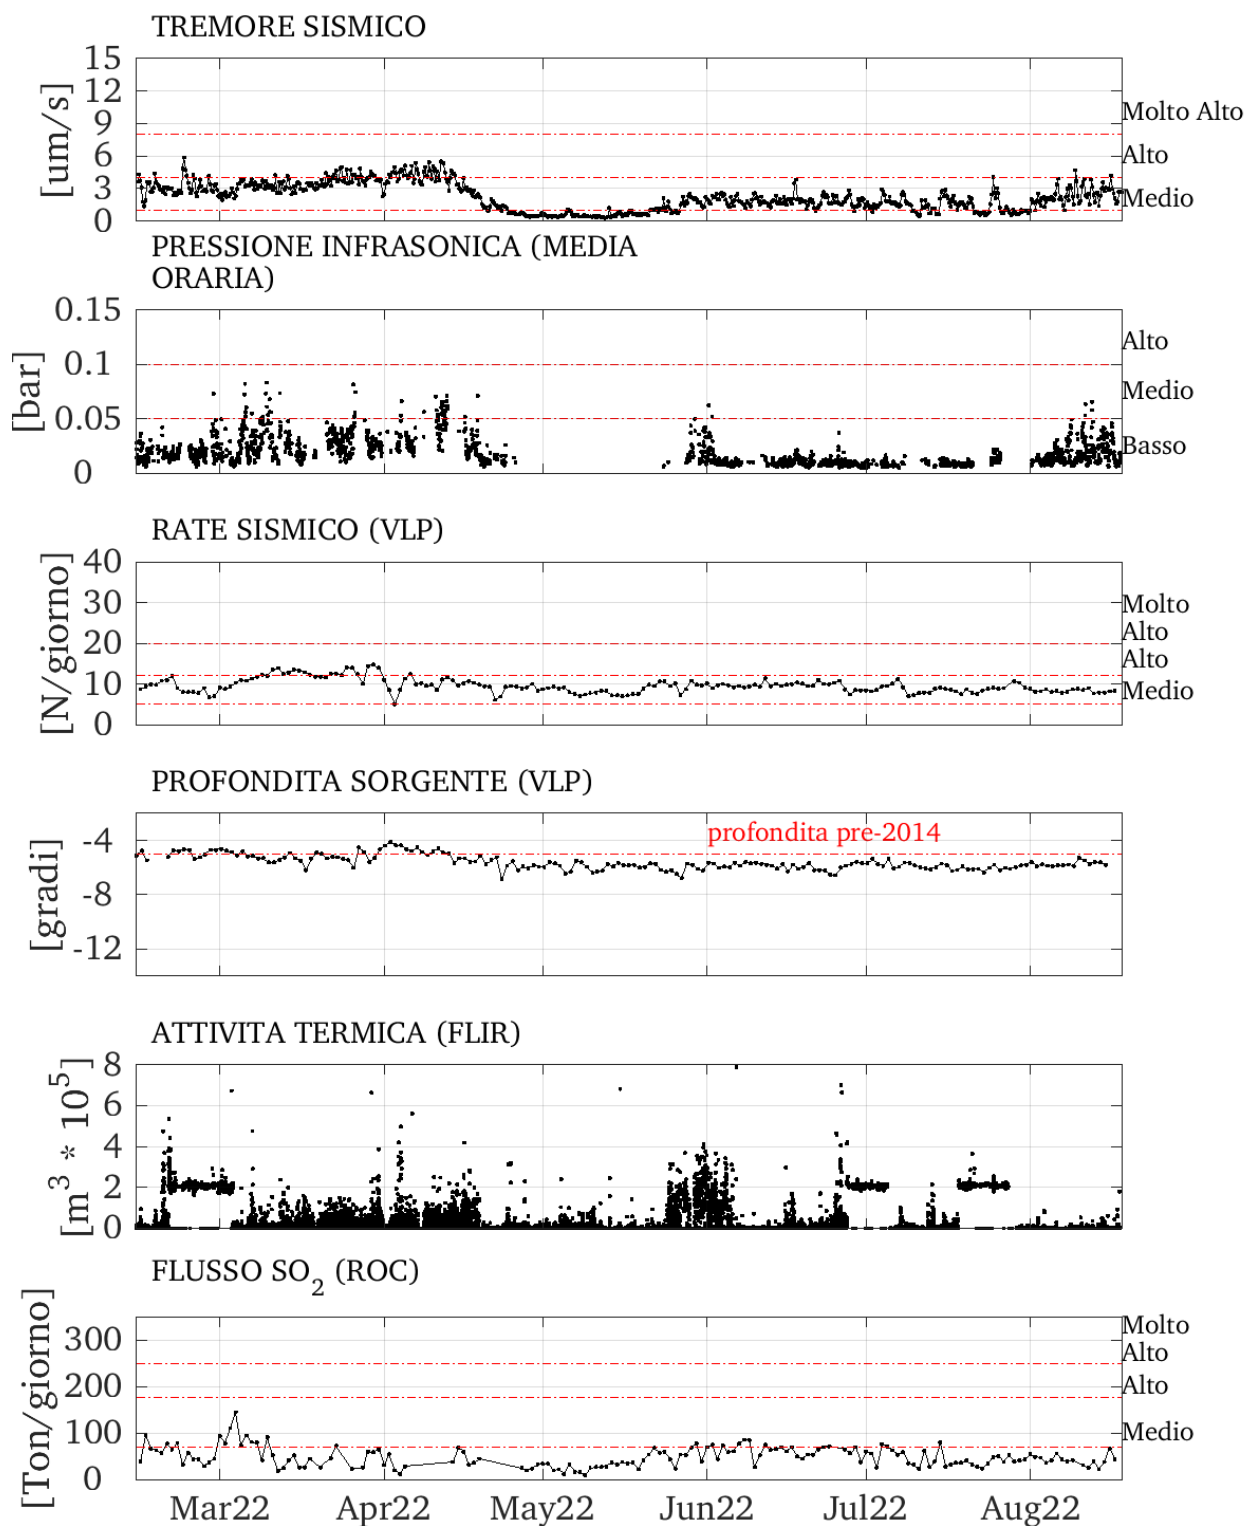 TREMORE SISMICO
15
12
9
6
3
0
[um/s]
Molto Alto
Alto
Medio
PRESSIONE INFRASONICA (MEDIA
ORARIA)
0.15
0.1
0.05
0
[bar]
Alto
Medio
Basso
RATE SISMICO (VLP)
40
30
20
10
0
[N/giorno]
Molto
Alto
Alto
Medio
PROFONDITA SORGENTE (VLP)
-4
-8
-12
[gradi]
profondita pre-2014
ATTIVITA TERMICA (FLIR)
8
6
4
2
0
[m³ * 10⁵]
FLUSSO SO₂ (ROC)
300
200
100
0
[Ton/giorno]
Molto
Alto
Alto
Medio
Mar22 Apr22 May22 Jun22 Jul22 Aug22